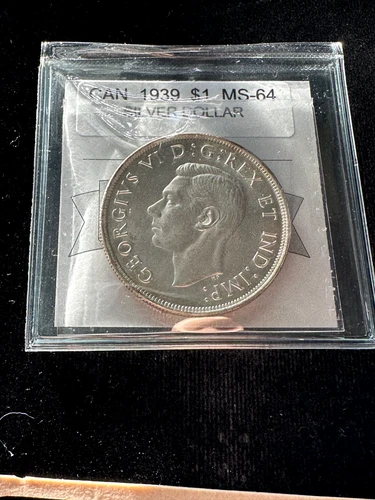 CAN 1939 $1 MS-64
SILVER DOLLAR
GEORGIVS VI D:G:REX ET IND:IMP: